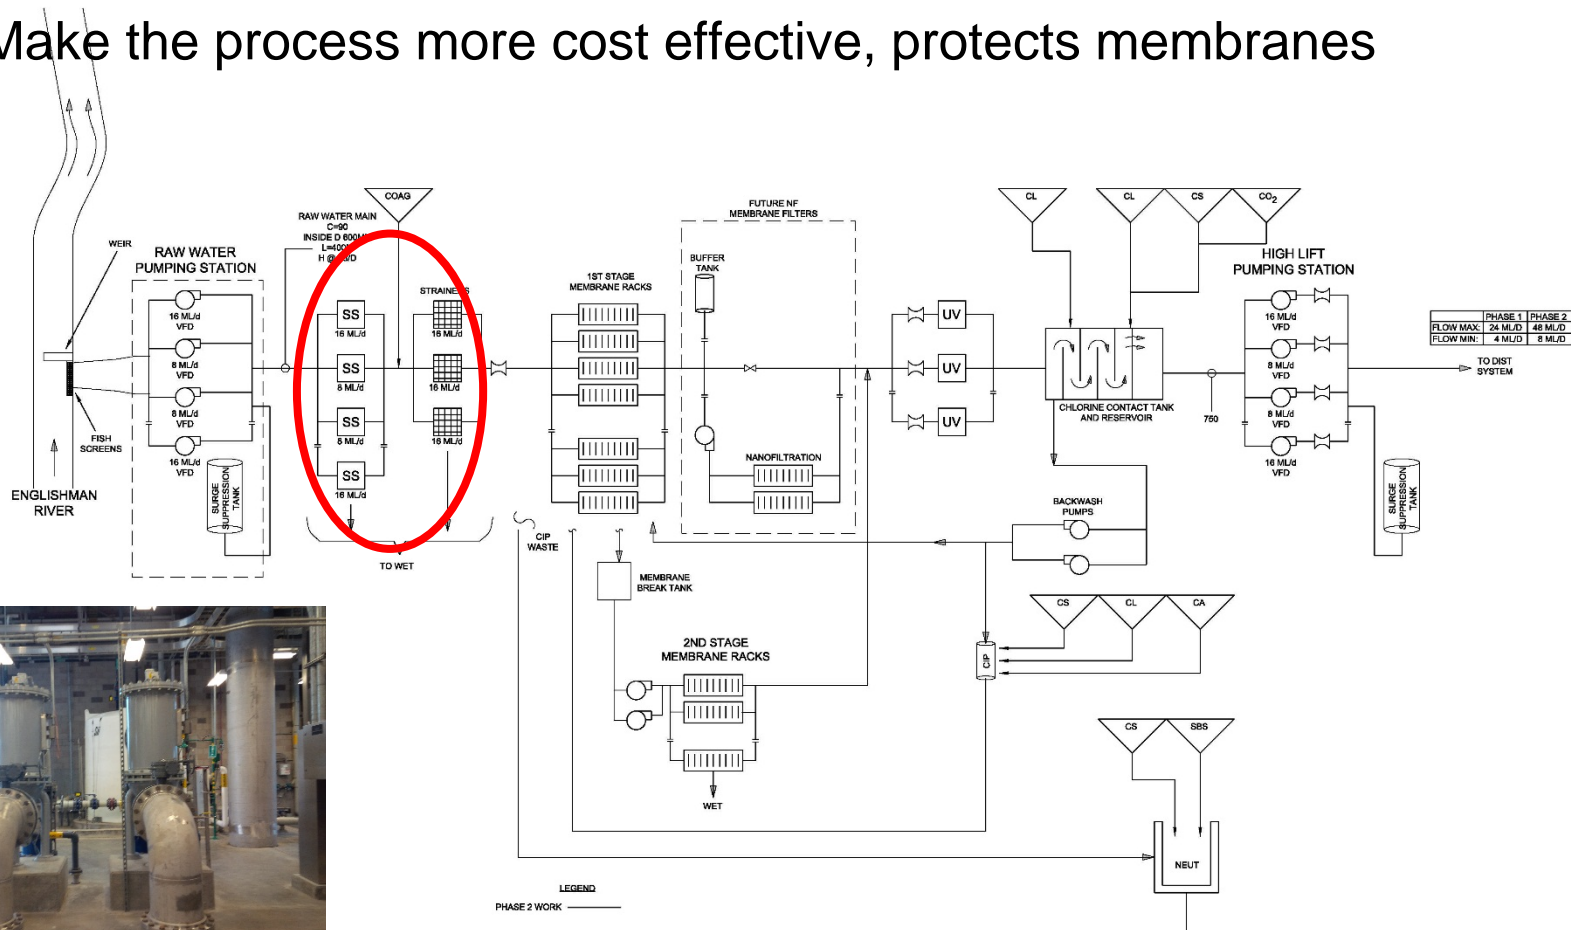 Make the process more cost effective, protects membranes
COAG
RAW WATER MAIN
C=90
INSIDE D
WEIR
RAW WATER
PUMPING STATION
16 ML/d
VFD
8 ML/d
VFD
8 ML/d
VFD
16 ML/d
VFD
FISH
SCREENS
ENGLISHMAN
RIVER
SURGE
SUPPRESSION
TANK
SS
16 ML/d
SS
8 ML/d
SS
8 ML/d
SS
16 ML/d
16 ML/d
16 ML/d
16 ML/d
TO WET
CIP
WASTE
1ST STAGE
MEMBRANE RACKS
FUTURE NF
MEMBRANE FILTERS
BUFFER
TANK
NANOFILTRATION
MEMBRANE
BREAK TANK
2ND STAGE
MEMBRANE RACKS
WET
UV
UV
UV
CL
CL
CS
CO2
CHLORINE CONTACT TANK
AND RESERVOIR
750
BACKWASH
PUMPS
HIGH LIFT
PUMPING STATION
16 ML/d
VFD
8 ML/d
VFD
8 ML/d
VFD
16 ML/d
VFD
SURGE
SUPPRESSION
TANK
PHASE 1 PHASE 2
FLOW MAX: 24 ML/D 48 ML/D
FLOW MIN: 4 ML/D 8 ML/D
TO DIST
SYSTEM
CS
CL
CA
CIP
CS
SBS
NEUT
LEGEND
PHASE 2 WORK